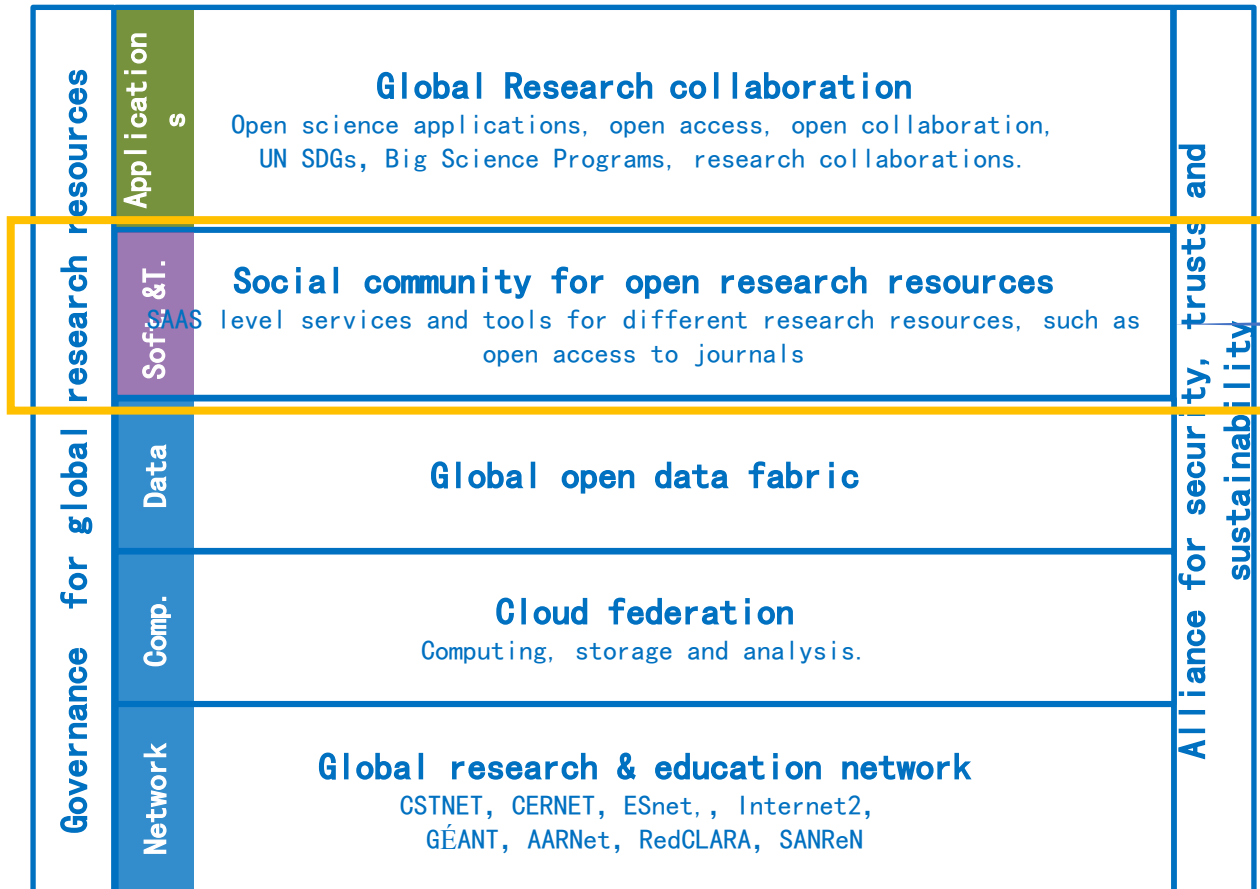 Governance for global research resources
Application
s
Global Research collaboration
Open science applications, open access, open collaboration,
UN SDGs, Big Science Programs, research collaborations.
Soft.&T.
Social community for open research resources
SAAS level services and tools for different research resources, such as
open access to journals
Data
Global open data fabric
Comp.
Cloud federation
Computing, storage and analysis.
Network
Global research & education network
CSTNET, CERNET, ESnet,, Internet2,
GÉANT, AARNet, RedCLARA, SANReN
Alliance for security, trusts and
sustainability